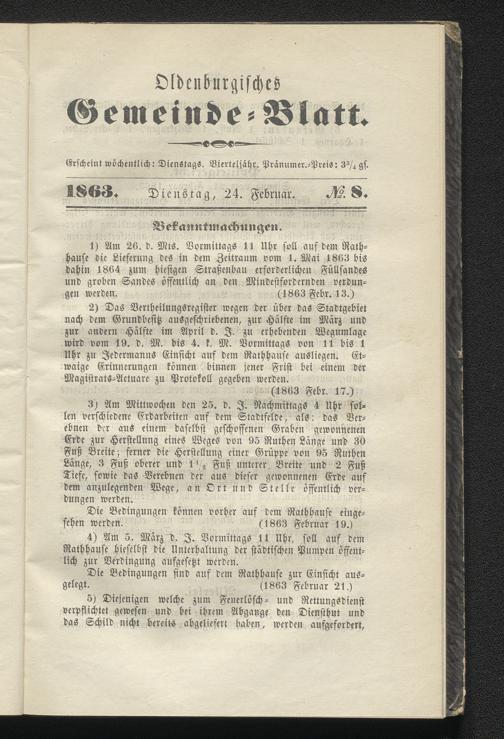 Oldenburgisches
Gemeinde-Blatt.
Erscheint wöchentlich: Dienstags. Vierteljähr. Pränumer.-Preis: 3¾ gs.
1863. Dienstag, 24. Februar. №. 8.
Bekanntmachungen.
1) Am 26. d. Mts. Vormittags 11 Uhr soll auf dem Rath-
hause die Lieferung des in dem Zeitraum vom 1. Mai 1863 bis
dahin 1864 zum hiesigen Straßenbau erforderlichen Füllsandes
und groben Sandes öffentlich an den Mindestfordernden verdun-
gen werden. (1863 Febr. 13.)
2) Das Vertheilungsregister wegen der über das Stadtgebiet
nach dem Grundbesitz ausgeschriebenen, zur Hälfte im März und
zur andern Hälfte im April d. J. zu erhebenden Wegumlage
wird vom 19. d. M. bis 4. k. M. Vormittags von 11 bis 1
Uhr zu Jedermanns Einsicht auf dem Rathhause ausliegen. Et-
waige Erinnerungen können binnen jener Frist bei einem der
Magistrats-Actuare zu Protokoll gegeben werden.
(1863 Febr. 17.)
3) Am Mittwochen den 25. d. J. Nachmittags 4 Uhr sol-
len verschiedene Erdarbeiten auf dem Stadtfelde, als: das Ver-
ebnen der aus einem daselbst geschossenen Graben gewonnenen
Erde zur Herstellung eines Weges von 95 Ruthen Länge und 30
Fuß Breite; ferner die Herstellung einer Grüppe von 95 Ruthen
Länge, 3 Fuß oberer und 1½ Fuß unterer Breite und 2 Fuß
Tiefe, sowie das Verebnen der aus dieser gewonnenen Erde auf
dem anzulegenden Wege, an Ort und Stelle öffentlich ver-
dungen werden.
Die Bedingungen können vorher auf dem Rathhause einge-
sehen werden. (1863 Februar 19.)
4) Am 5. März d. J. Vormittags 11 Uhr, soll auf dem
Rathhause hieselbst die Unterhaltung der städtischen Pumpen öffent-
lich zur Verdingung aufgesetzt werden.
Die Bedingungen sind auf dem Rathhause zur Einsicht aus-
gelegt. (1863 Februar 21.)
5) Diejenigen welche zum Feuerlösch- und Rettungsdienst
verpflichtet gewesen und bei ihrem Abgange den Diensthut und
das Schild nicht bereits abgeliefert haben, werden aufgefordert,